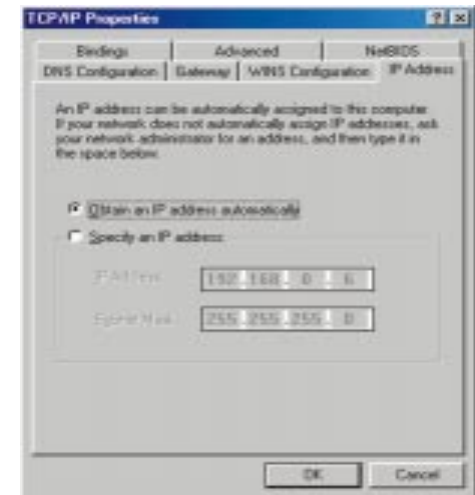 TCP/IP Properties
Bindings Advanced NetBIOS
DNS Configuration Gateway WINS Configuration IP Address
An IP address can be automatically assigned to this computer
If your network does not automatically assign IP addresses, ask
your network administrator for an address, and then type it in
the space below.
Obtain an IP address automatically
Specify an IP address:
IP Address:
192 . 168 . 0 . 6
Subnet Mask:
255 . 255 . 255 . 0
OK Cancel